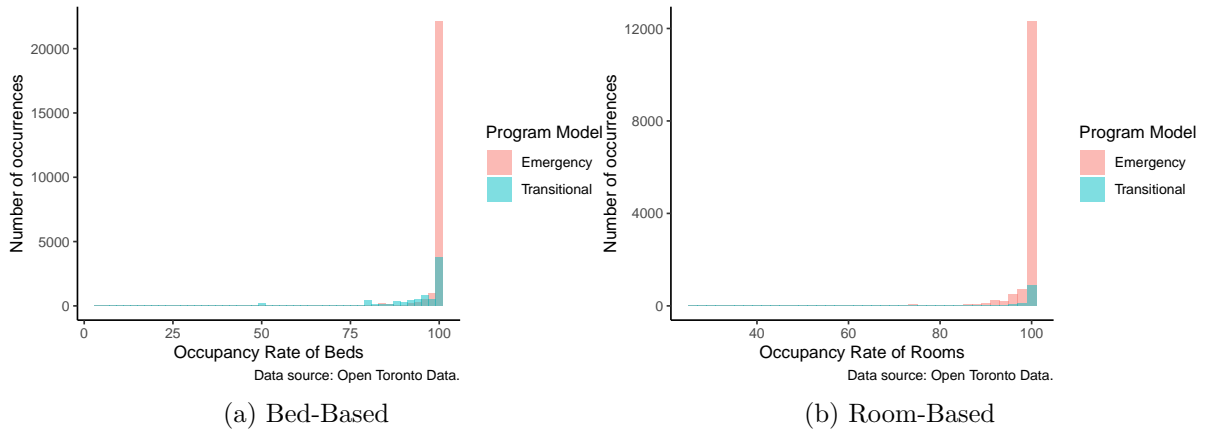 Number of occurrences
20000
15000
10000
5000
0
0
25
50
75
100
Occupancy Rate of Beds
Data source: Open Toronto Data.
Program Model
Emergency
Transitional
(a) Bed-Based
Number of occurrences
12000
8000
4000
0
40
60
80
100
Occupancy Rate of Rooms
Data source: Open Toronto Data.
Program Model
Emergency
Transitional
(b) Room-Based